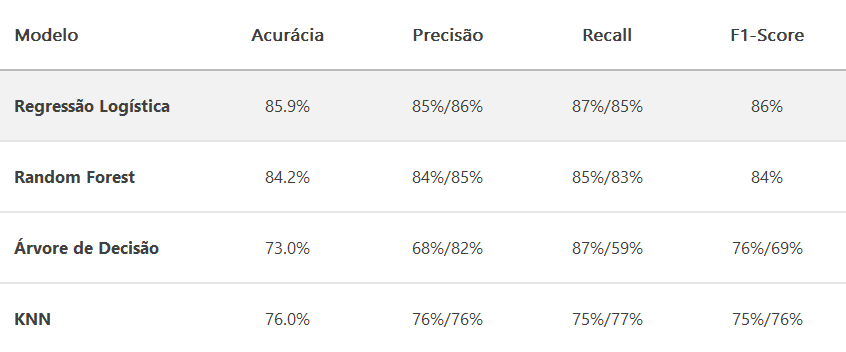 Modelo Acurácia Precisão Recall F1-Score
Regressão Logística 85.9% 85%/86% 87%/85% 86%
Random Forest 84.2% 84%/85% 85%/83% 84%
Árvore de Decisão 73.0% 68%/82% 87%/59% 76%/69%
KNN 76.0% 76%/76% 75%/77% 75%/76%